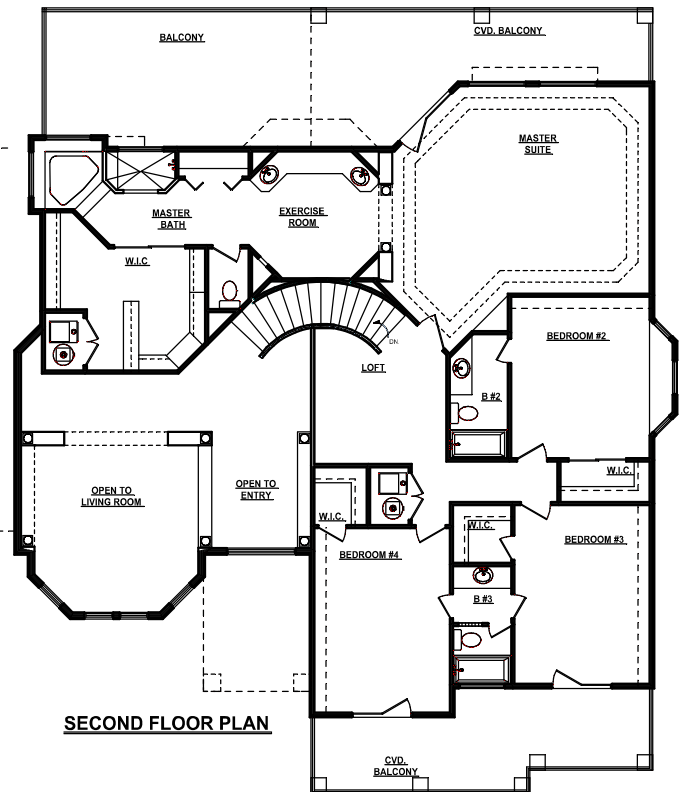 BALCONY
CVD. BALCONY
MASTER
SUITE
MASTER
BATH
EXERCISE
ROOM
W.I.C
BEDROOM #2
DN.
LOFT
B #2
W.I.C.
OPEN TO
LIVING ROOM
OPEN TO
ENTRY
W.I.C.
W.I.C.
BEDROOM #4
BEDROOM #3
B #3
SECOND FLOOR PLAN
CVD.
BALCONY